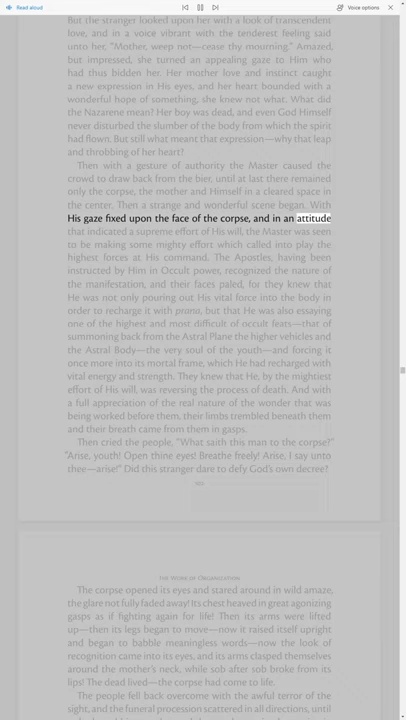 Read aloud
Voice options
But the stranger looked upon her with a look of transcendent
love, and in a voice vibrant with the tenderest feeling said
unto her, "Mother, weep not—cease thy mourning." Amazed,
but impressed, she turned an appealing gaze to Him who
had thus bidden her. Her mother love and instinct caught
a new expression in His eyes, and her heart bounded with a
wonderful hope of something, she knew not what. What did
the Nazarene mean? Her boy was dead, and even God Himself
never disturbed the slumber of the body from which the spirit
had flown. But still what meant that expression—why that leap
and throbbing of her heart?
Then with a gesture of authority the Master caused the
crowd to draw back from the bier, until at last there remained
only the corpse, the mother and Himself in a cleared space in
the center. Then a strange and wonderful scene began. With
His gaze fixed upon the face of the corpse, and in an attitude
that indicated a supreme effort of His will, the Master was seen
to be making some mighty effort which called into play the
highest forces at His command. The Apostles, having been
instructed by Him in Occult powers, recognized the nature of
the manifestation, and their faces paled, for they knew that
He was not only pouring out His vital force into the body in
order to recharge it with prana, but that He was also essaying
one of the highest and most difficult of occult feats—that of
summoning back from the Astral Plane the higher vehicles and
the Astral Body—the very soul of the youth—and forcing it
once more into its mortal frame, which He had recharged with
vital energy and strength. They knew that He, by the mightiest
effort of His will, was reversing the process of death. And with
a full appreciation of the real nature of the wonder that was
being worked before them, their limbs trembled beneath them
and their breath came from them in gasps.
Then cried the people, "What saith this man to the corpse?"
"Arise, youth! Open thine eyes! Breathe freely! Arise, I say unto
thee—arise!" Did this stranger dare to defy God's own decree?
The Work of Organization
The corpse opened its eyes and stared around in wild amaze,
the glare not fully faded away! Its chest heaved in great agonizing
gasps as if fighting again for life! Then its arms were lifted
up—then its legs began to move—now it raised itself upright
and began to babble meaningless words—now the look of
recognition came into its eyes, and its arms clasped themselves
around the mother's neck, while sob after sob broke from its
lips! The dead lived—the corpse had come to life.
The people fell back overcome with the awful terror of the
sight, and the funeral procession scattered in all directions, until